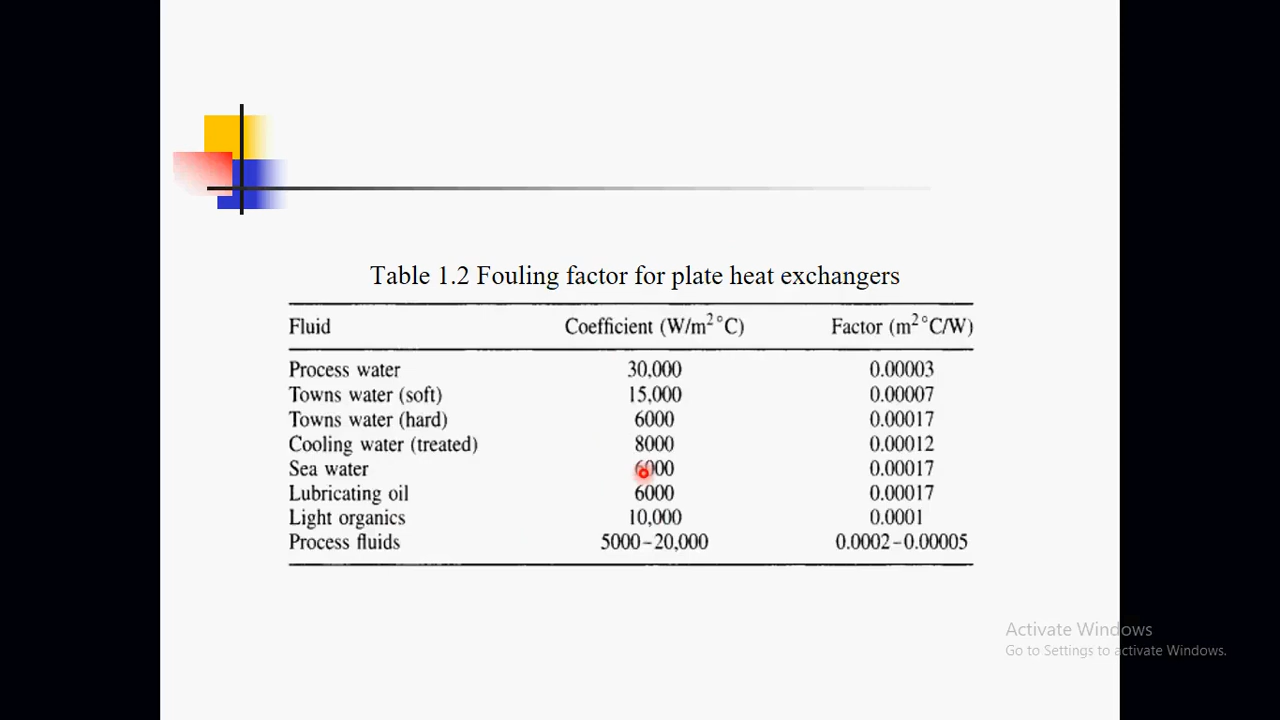 Table 1.2 Fouling factor for plate heat exchangers
Fluid Coefficient (W/m²°C) Factor (m²°C/W)
Process water 30,000 0.00003
Towns water (soft) 15,000 0.00007
Towns water (hard) 6000 0.00017
Cooling water (treated) 8000 0.00012
Sea water 6000 0.00017
Lubricating oil 6000 0.00017
Light organics 10,000 0.0001
Process fluids 5000–20,000 0.0002–0.00005
Activate Windows
Go to Settings to activate Windows.